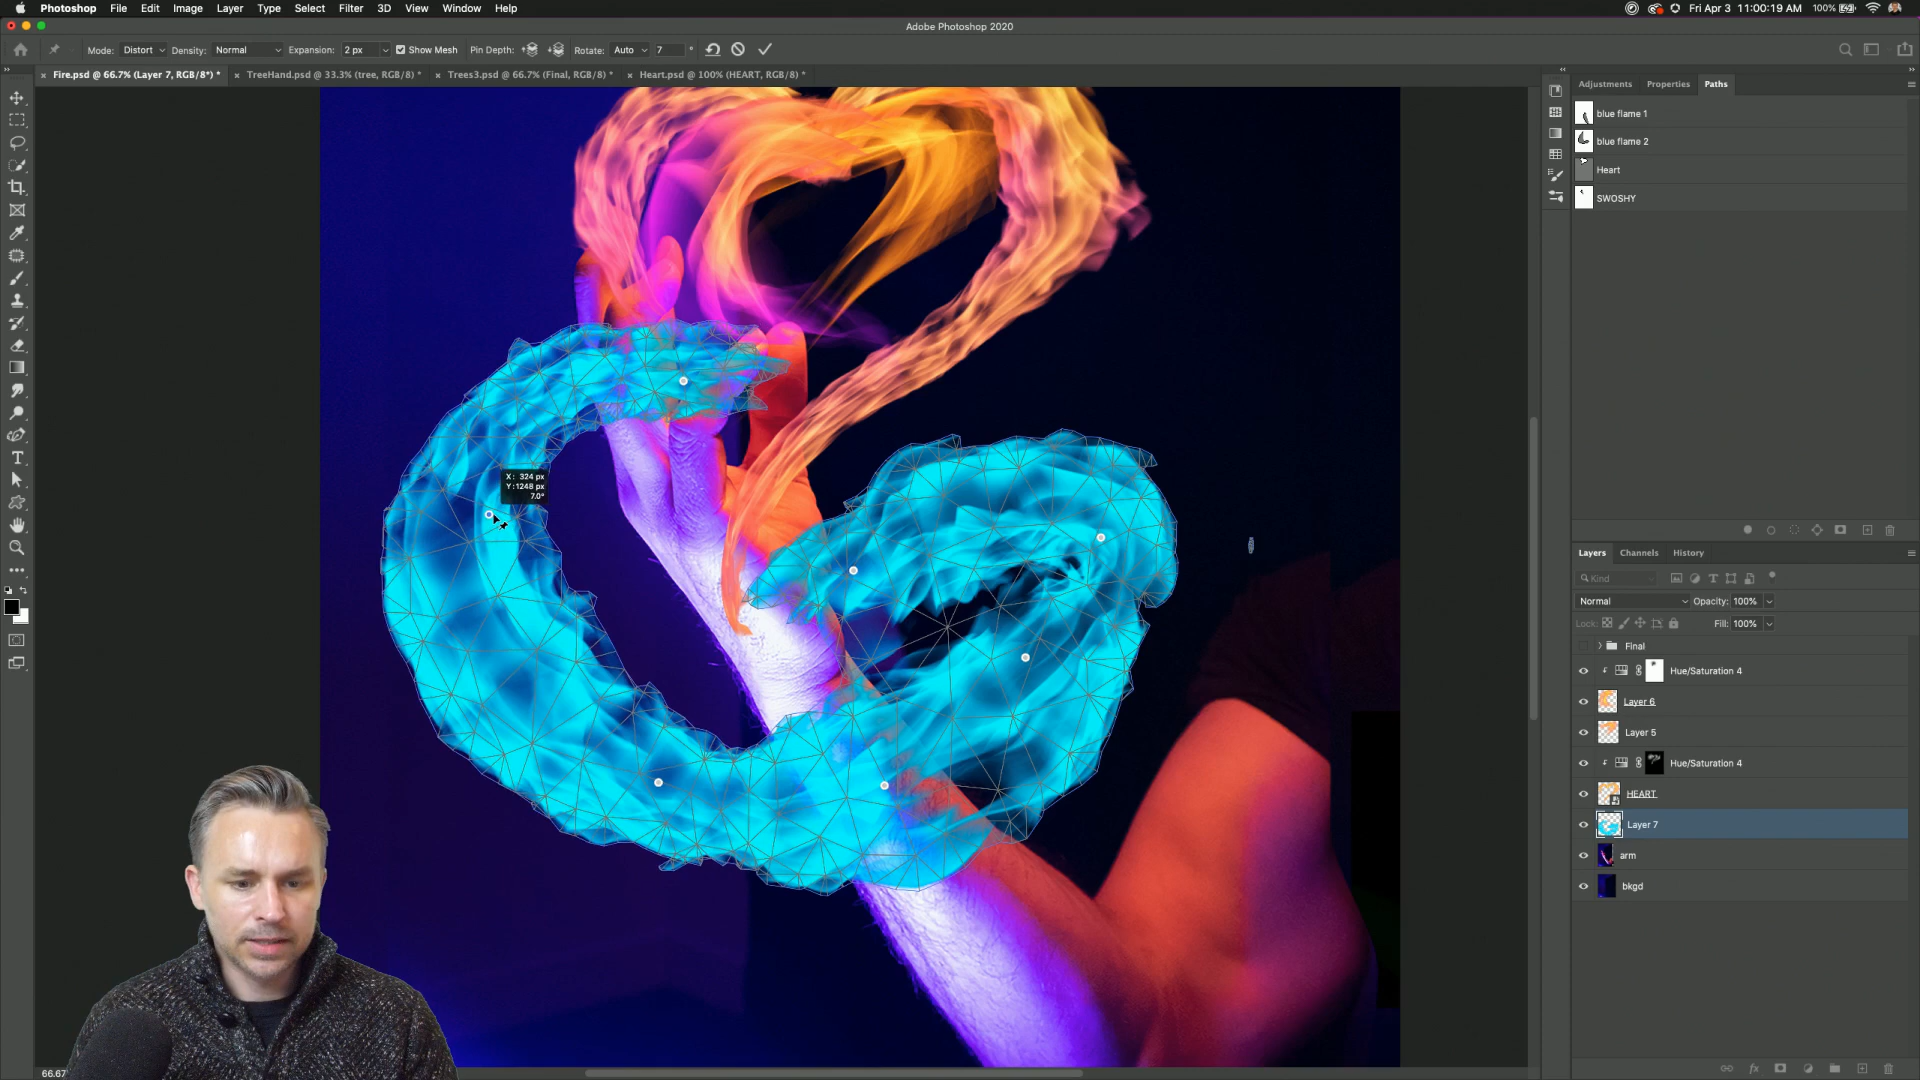 Photoshop File Edit Image Layer Type Select Filter 3D View Window Help
100% Fri Apr 3 11:00:19 AM
Adobe Photoshop 2020
Mode: Distort Density: Normal Expansion: 2 px Show Mesh Pin Depth: Rotate: Auto 7 °
× Fire.psd @ 66.7% (Layer 7, RGB/8*) * × TreeHand.psd @ 33.3% (tree, RGB/8) * × Trees3.psd @ 66.7% (Final, RGB/8) * × Heart.psd @ 100% (HEART, RGB/8) *
Adjustments Properties Paths
blue flame 1
blue flame 2
Heart
SWOSHY
X: 324 px
Y: 1248 px
7.0°
Layers Channels History
Kind
Normal Opacity: 100%
Lock: Fill: 100%
Final
Hue/Saturation 4
Layer 6
Layer 5
Hue/Saturation 4
HEART
Layer 7
arm
bkgd
fx
66.67